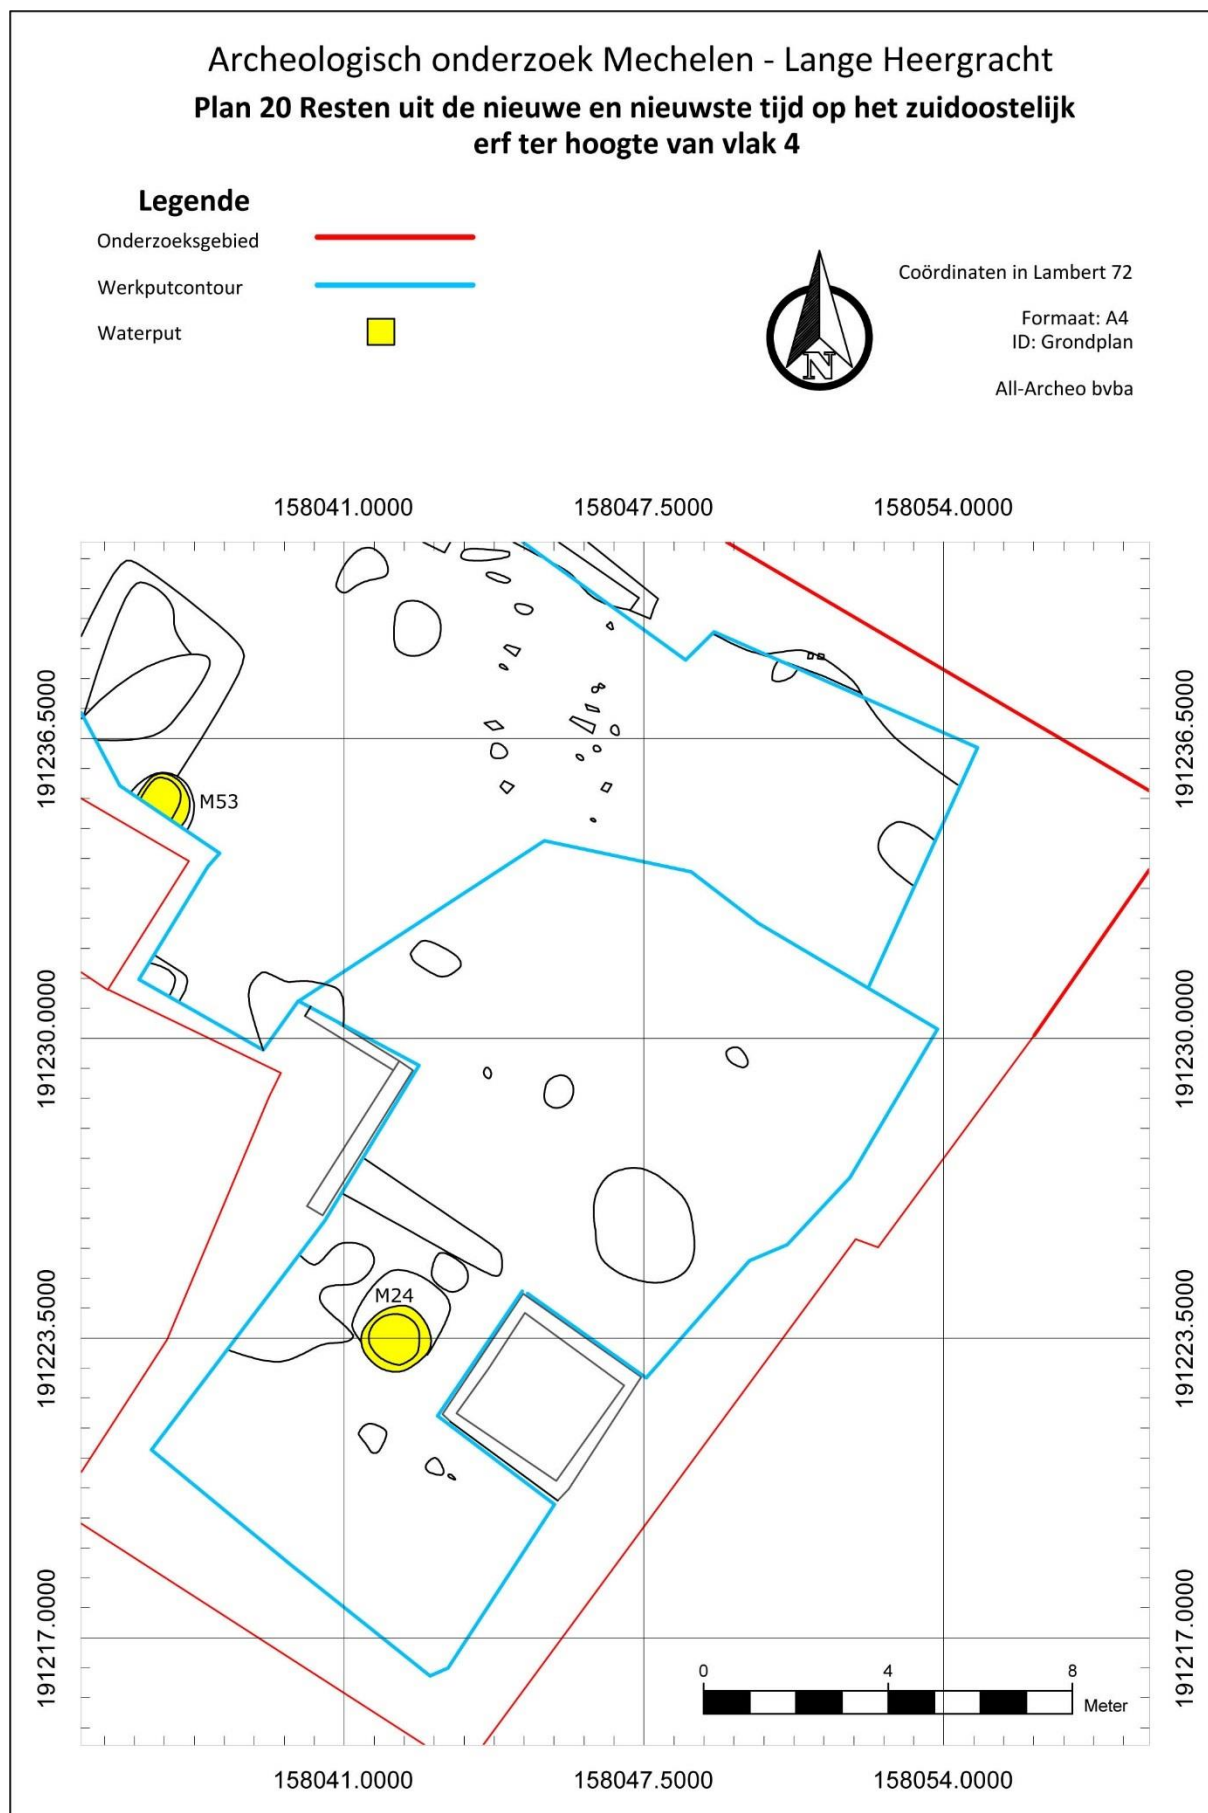 Archeologisch onderzoek Mechelen - Lange Heergracht
Plan 20 Resten uit de nieuwe en nieuwste tijd op het zuidoostelijk
erf ter hoogte van vlak 4
Legende
Onderzoeksgebied
Werkputcontour
Waterput
Coördinaten in Lambert 72
Formaat: A4
ID: Grondplan
All-Archeo bvba
N
158041.0000 158047.5000 158054.0000
191236.5000 191236.5000
M53
191230.0000 191230.0000
M24
191223.5000 191223.5000
191217.0000 191217.0000
0 4 8
Meter
158041.0000 158047.5000 158054.0000